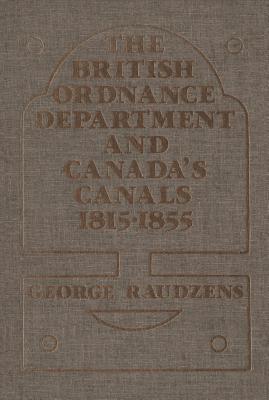 THE
BRITISH
ORDNANCE
DEPARTMENT
AND
CANADA'S
CANALS
1815·1855
GEORGE RAUDZENS